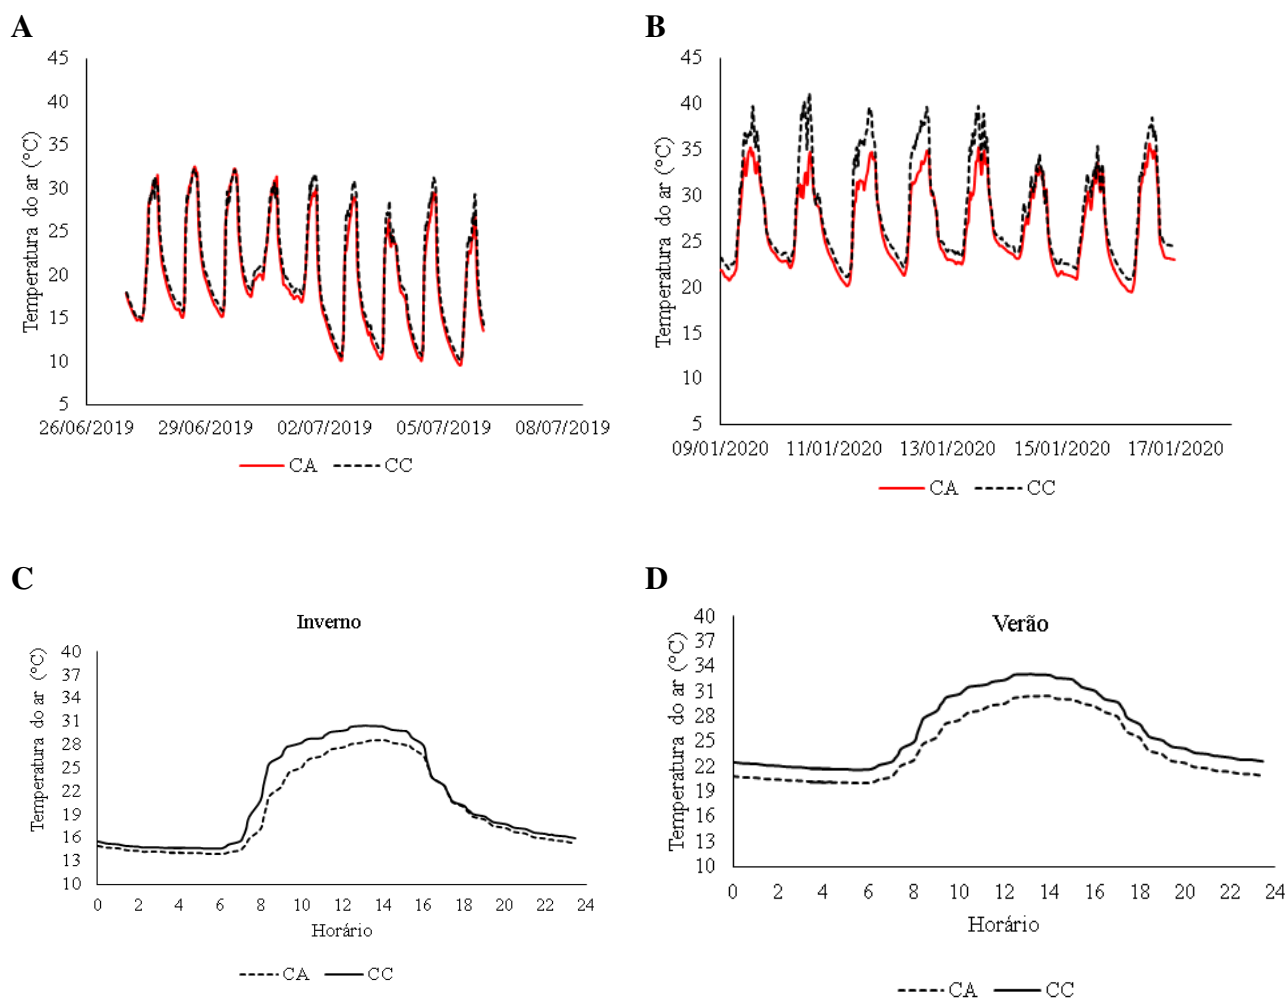 A
45
40
35
30
25
20
15
10
5
Temperatura do ar (°C)
26/06/2019 29/06/2019 02/07/2019 05/07/2019 08/07/2019
CA CC
B
45
40
35
30
25
20
15
10
5
Temperatura do ar (°C)
09/01/2020 11/01/2020 13/01/2020 15/01/2020 17/01/2020
CA CC
C
Inverno
40
37
34
31
28
25
22
19
16
13
10
Temperatura do ar (°C)
0 2 4 6 8 10 12 14 16 18 20 22 24
Horário
CA CC
D
Verão
40
37
34
31
28
25
22
19
16
13
10
Temperatura do ar (°C)
0 2 4 6 8 10 12 14 16 18 20 22 24
Horário
CA CC